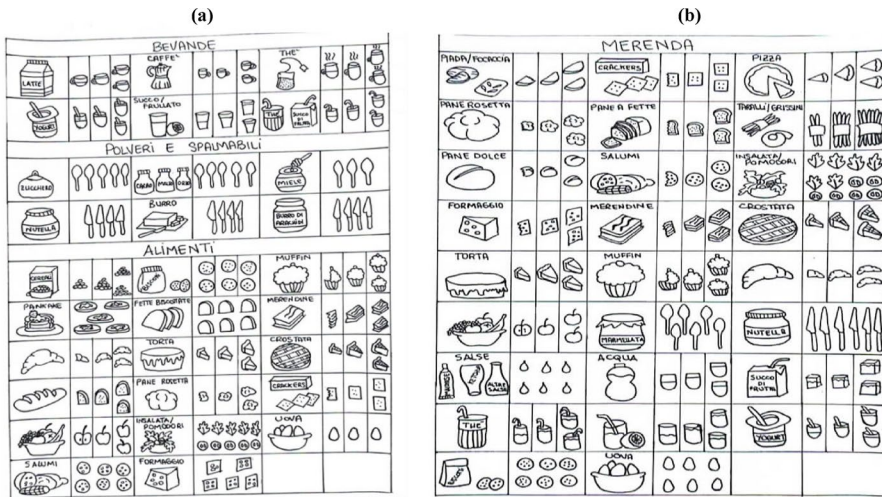 (a)
BEVANDE
LATTE
CAFFE'
THE'
YOGURT
SUCCO/
FRULLATO
THE'
SUCCO
DI
FRUTTA
POLVERI E SPALMABILI
ZUCCHERO
CACAO
MIELE
NUTELLA
BURRO
BURRO DI
ARACHIDI
ALIMENTI
CEREALI
BISCOTTI
MUFFIN
PANCAKE
FETTE BISCOTTATE
MERENDINE
TORTA
CROSTATA
PANE ROSETTA
CRACKERS
INSALATA/
POMODORI
UOVA
SALUMI
FORMAGGIO
(b)
MERENDA
PIADA/FOCACCIA
CRACKERS
PIZZA
PANE ROSETTA
PANE A FETTE
TARALLI/GRISSINI
PANE DOLCE
SALUMI
INSALATA/
POMODORI
FORMAGGIO
MERENDINE
CROSTATA
TORTA
MUFFIN
MARMELLATA
NUTELLA
SALSE
ALTRE
SALSE
ACQUA
SUCCO
DI
FRUTTA
THE'
YOGURT
UOVA